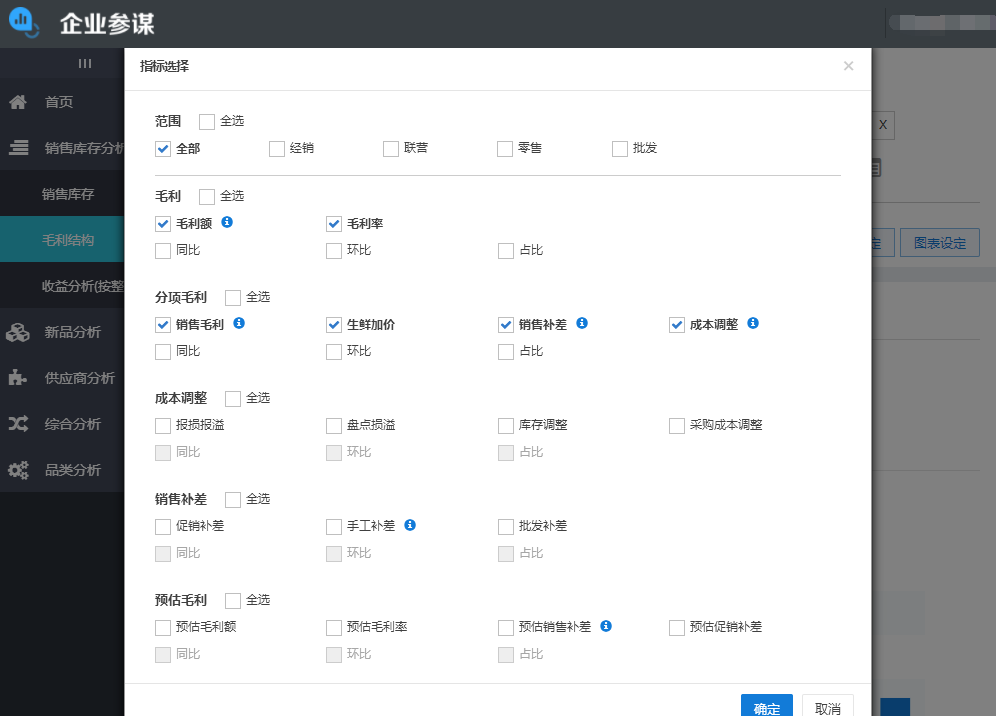 企业参谋
指标选择
×
首页
销售库存分析
销售库存
毛利结构
收益分析(按整
新品分析
供应商分析
综合分析
品类分析
范围 全选
全部 经销 联营 零售 批发
毛利 全选
毛利额 毛利率
同比 环比 占比
分项毛利 全选
销售毛利 生鲜加价 销售补差 成本调整
同比 环比 占比
成本调整 全选
报损报溢 盘点损溢 库存调整 采购成本调整
同比 环比 占比
销售补差 全选
促销补差 手工补差 批发补差
同比 环比 占比
预估毛利 全选
预估毛利额 预估毛利率 预估销售补差 预估促销补差
同比 环比 占比
确定 取消
X
定 图表设定